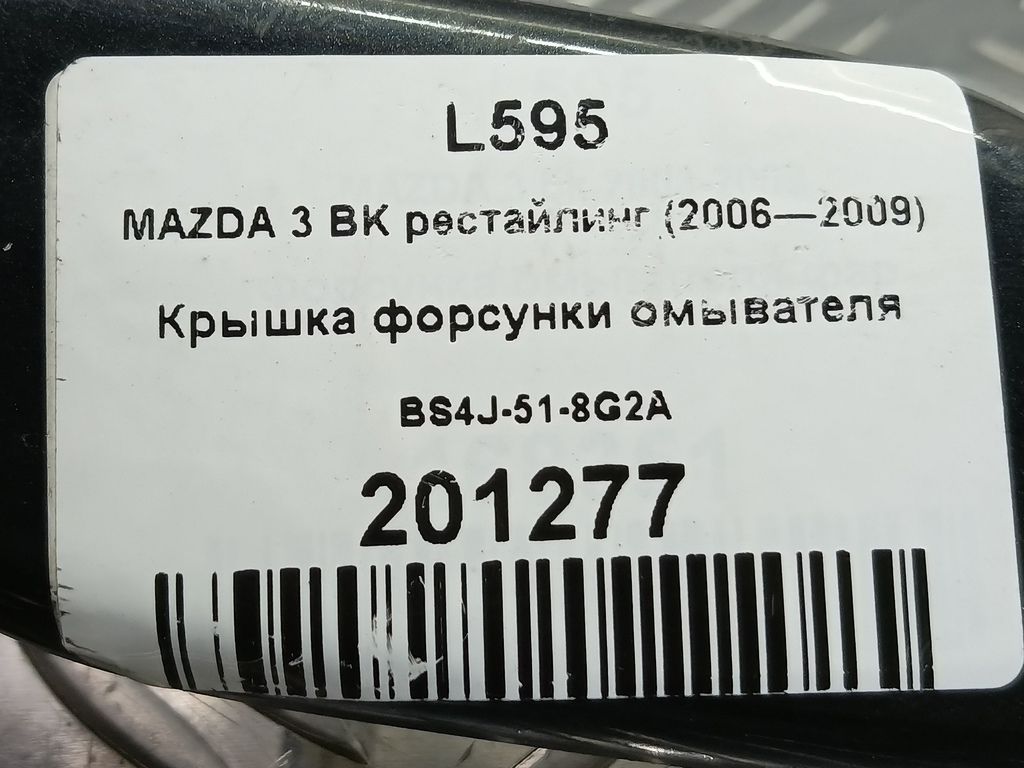 L595
MAZDA 3 BK рестайлинг (2006—2009)
Крышка форсунки омывателя
BS4J-51-8G2A
201277